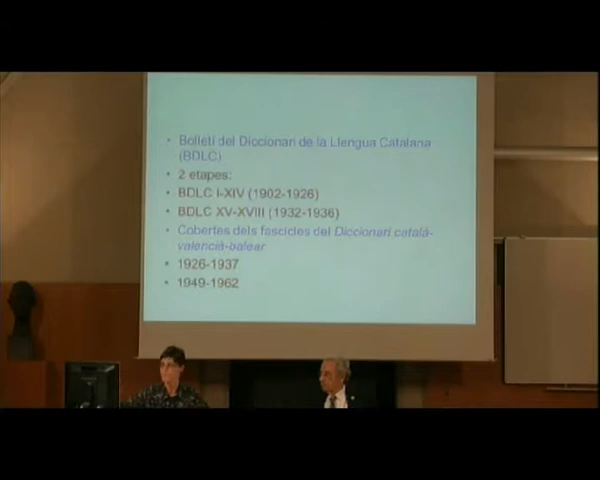 • Bolletí del Diccionari de la Llengua Catalana
(BDLC)
• 2 etapes:
• BDLC I-XIV (1902-1926)
• BDLC XV-XVIII (1932-1936)
• Cobertes dels fascicles del Diccionari català-
valencià-balear
• 1926-1937
• 1949-1962